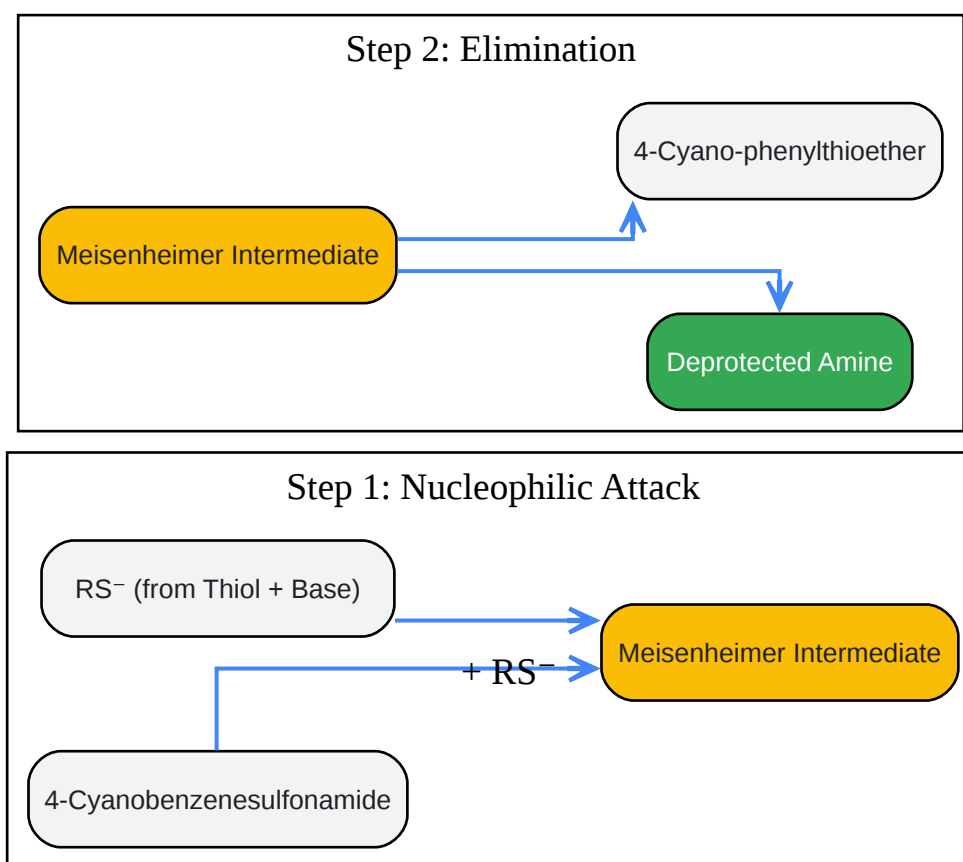 Step 2: Elimination
4-Cyano-phenylthioether
Meisenheimer Intermediate
Deprotected Amine
Step 1: Nucleophilic Attack
RS⁻ (from Thiol + Base)
Meisenheimer Intermediate
+ RS⁻
4-Cyanobenzenesulfonamide